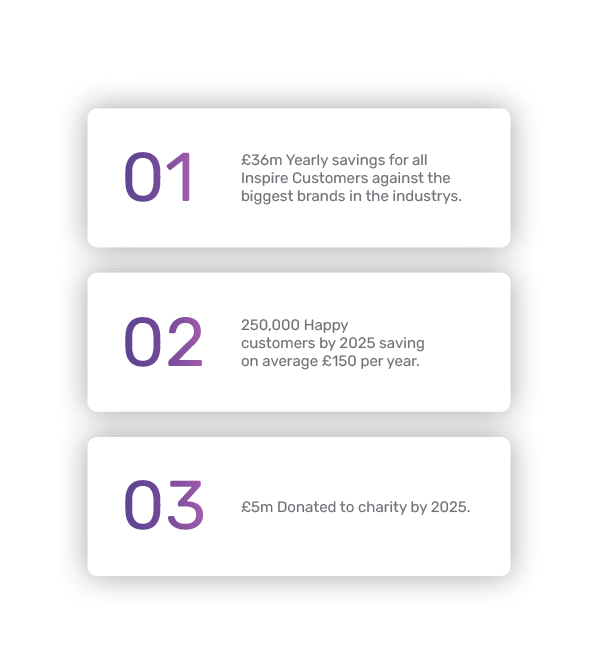 01
£36m Yearly savings for all
Inspire Customers against the
biggest brands in the industrys.
02
250,000 Happy
customers by 2025 saving
on average £150 per year.
03
£5m Donated to charity by 2025.